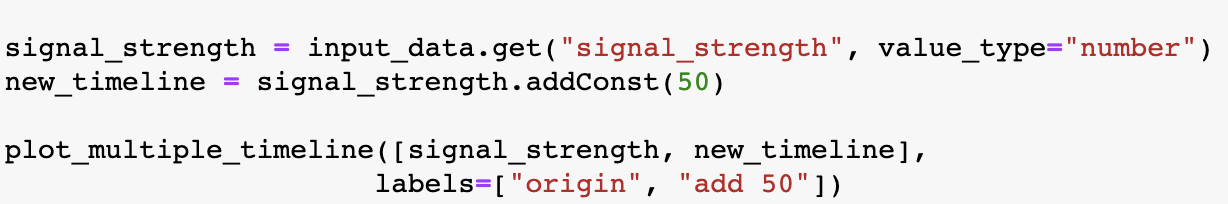 signal_strength = input_data.get("signal_strength", value_type="number")
new_timeline = signal_strength.addConst(50)
plot_multiple_timeline([signal_strength, new_timeline],
labels=["origin", "add 50"])